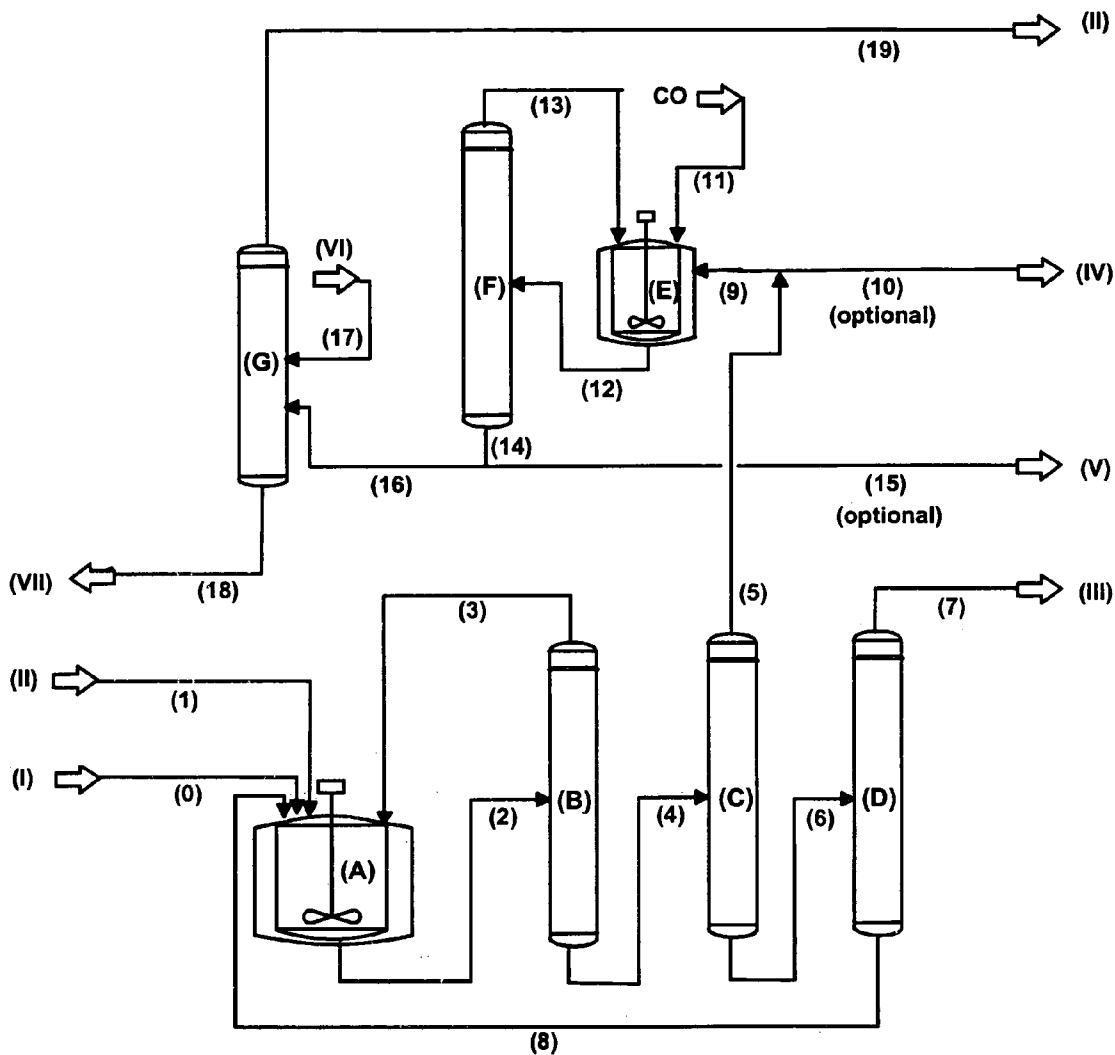 (II)
(19)
(13)
CO
(11)
(VI)
(E)
(F)
(9)
(10)
(optional)
(IV)
(17)
(G)
(12)
(14)
(16)
(15)
(optional)
(V)
(VII)
(18)
(3)
(5)
(7)
(III)
(II)
(1)
(I)
(0)
(2)
(B)
(4)
(C)
(6)
(D)
(A)
(8)